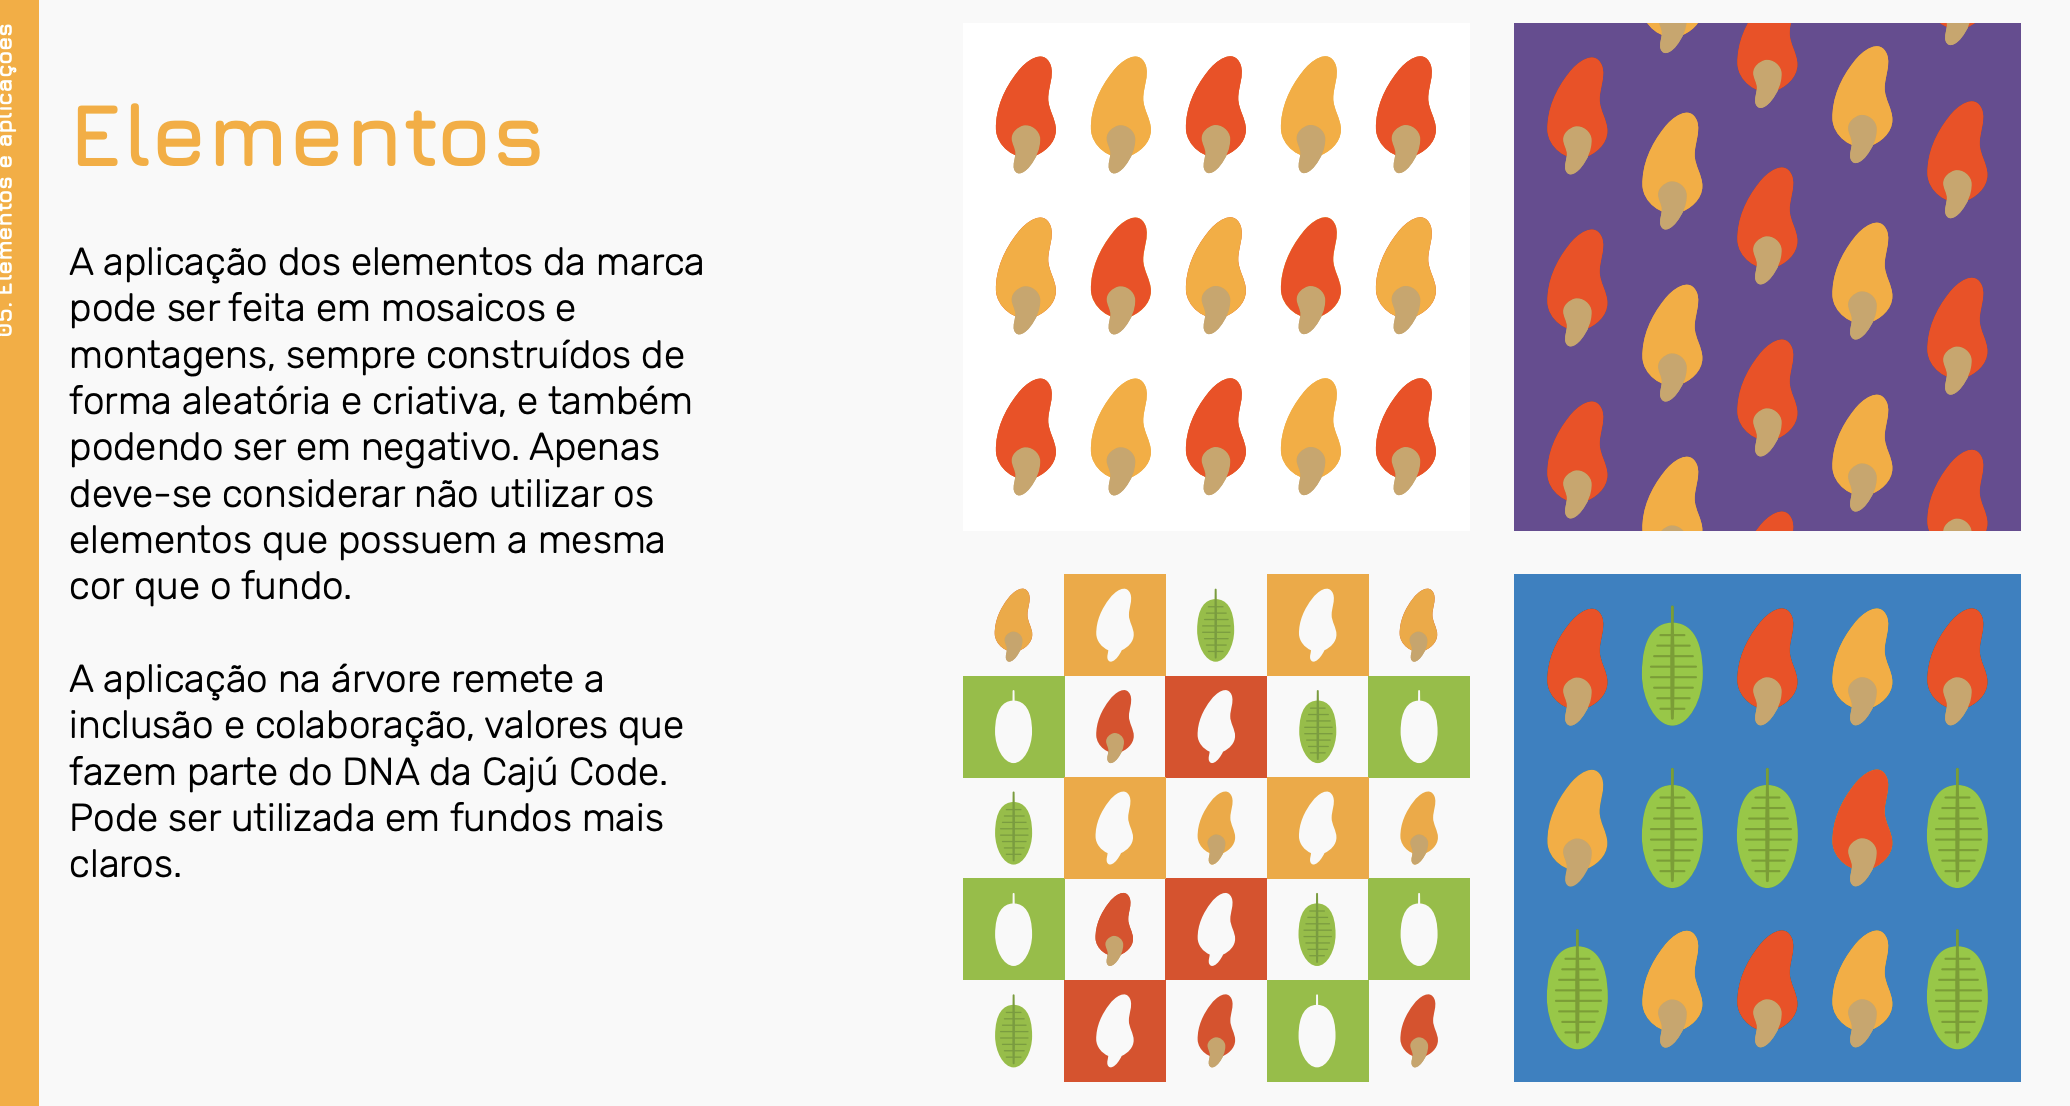 05. Elementos e aplicações
Elementos
A aplicação dos elementos da marca
pode ser feita em mosaicos e
montagens, sempre construídos de
forma aleatória e criativa, e também
podendo ser em negativo. Apenas
deve-se considerar não utilizar os
elementos que possuem a mesma
cor que o fundo.
A aplicação na árvore remete a
inclusão e colaboração, valores que
fazem parte do DNA da Cajú Code.
Pode ser utilizada em fundos mais
claros.